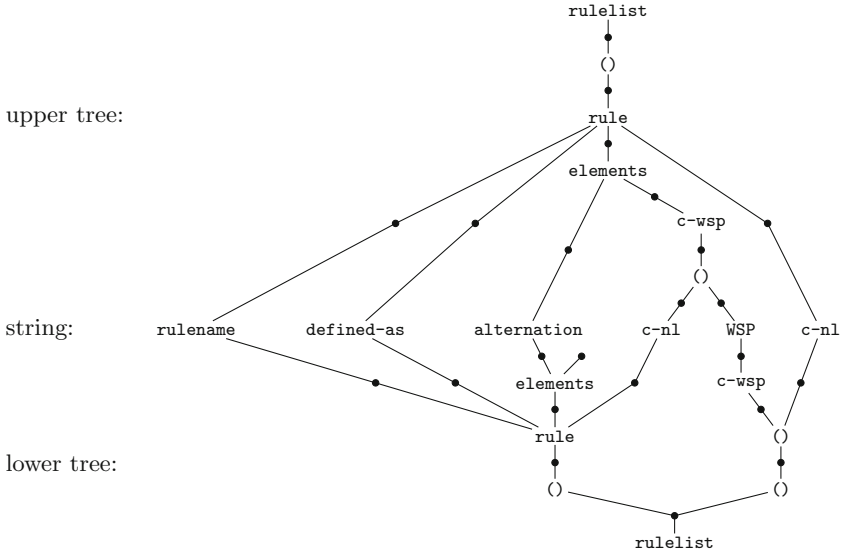 rulelist
()
upper tree:
rule
elements
c-wsp
()
string:
rulename defined-as alternation c-nl WSP c-nl
elements c-wsp
rule ()
lower tree:
() ()
rulelist